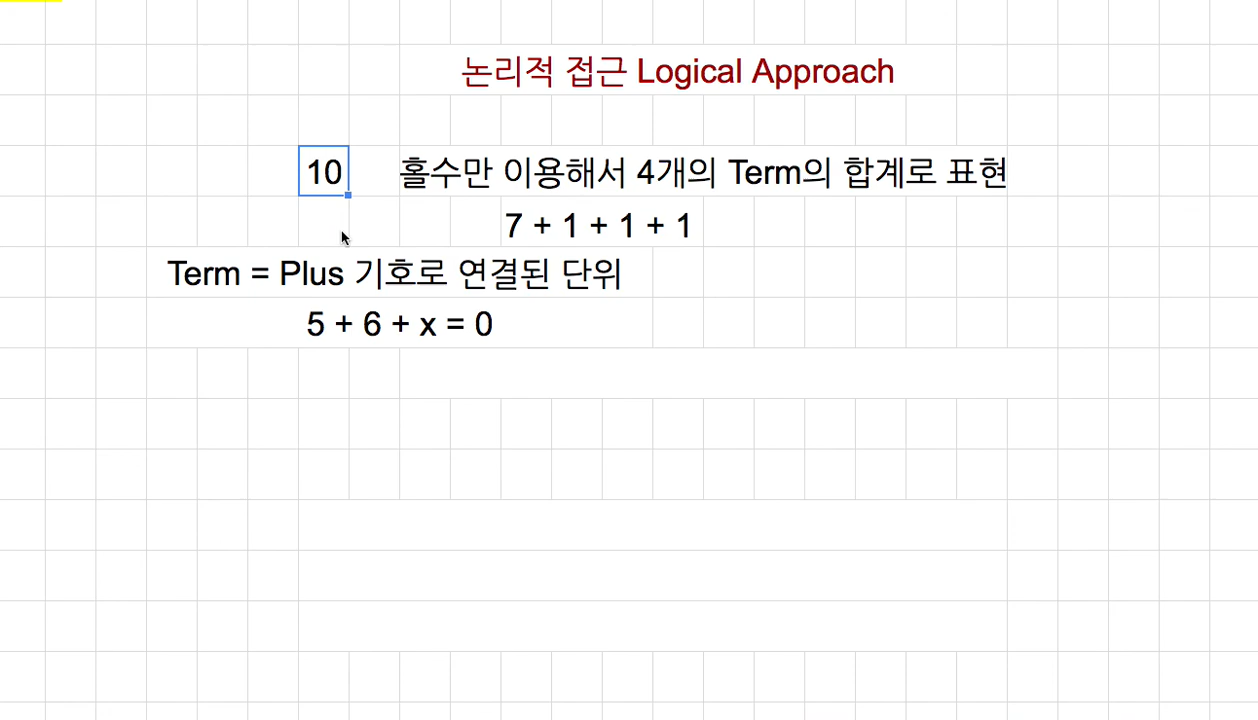 논리적 접근 Logical Approach
10 홀수만 이용해서 4개의 Term의 합계로 표현
7 + 1 + 1 + 1
Term = Plus 기호로 연결된 단위
5 + 6 + x = 0